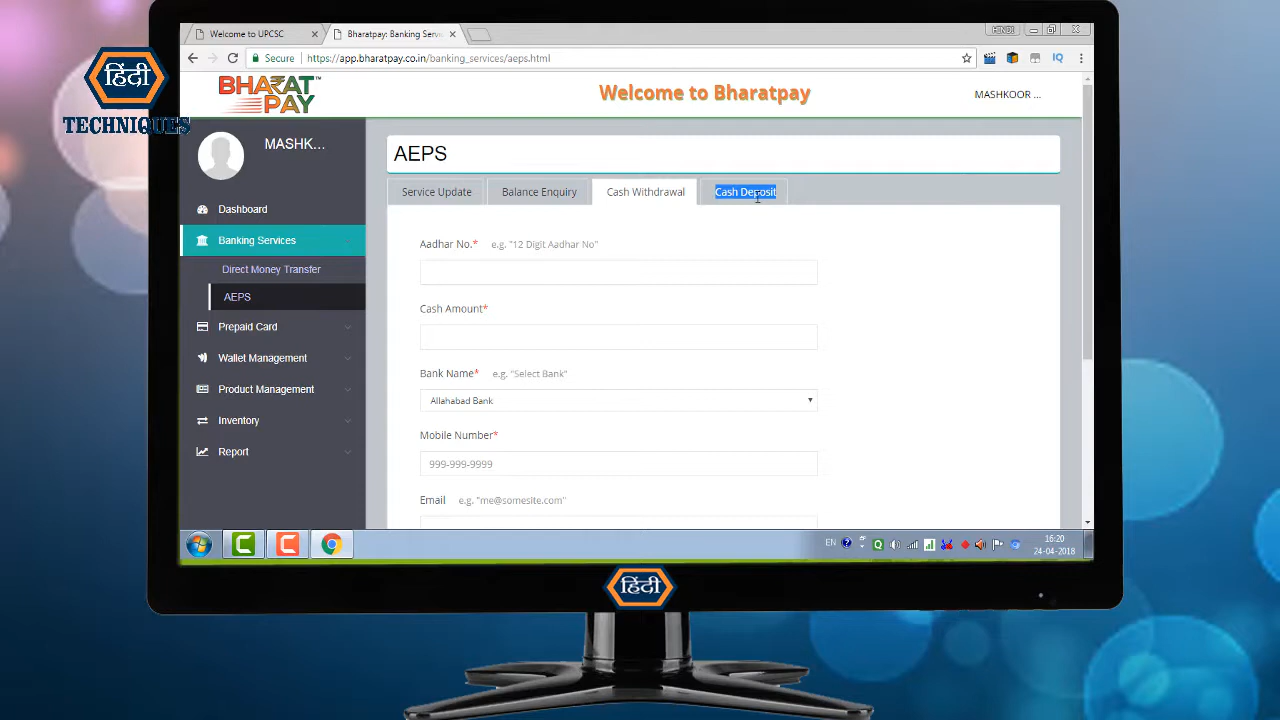 Welcome to UPCSC
Bharatpay: Banking Servi
HINDI
Secure
https://app.bharatpay.co.in/banking_services/aeps.html
IQ
हिंदी
TECHNIQUES
BHARAT PAY™
Welcome to Bharatpay
MASHKOOR ...
MASHK...
AEPS
Service Update
Balance Enquiry
Cash Withdrawal
Cash Deposit
Dashboard
Banking Services
Direct Money Transfer
AEPS
Prepaid Card
Wallet Management
Product Management
Inventory
Report
Aadhar No.* e.g. "12 Digit Aadhar No"
Cash Amount*
Bank Name* e.g. "Select Bank"
Allahabad Bank
Mobile Number*
999-999-9999
Email e.g. "me@somesite.com"
EN
16:20
24-04-2018
हिंदी